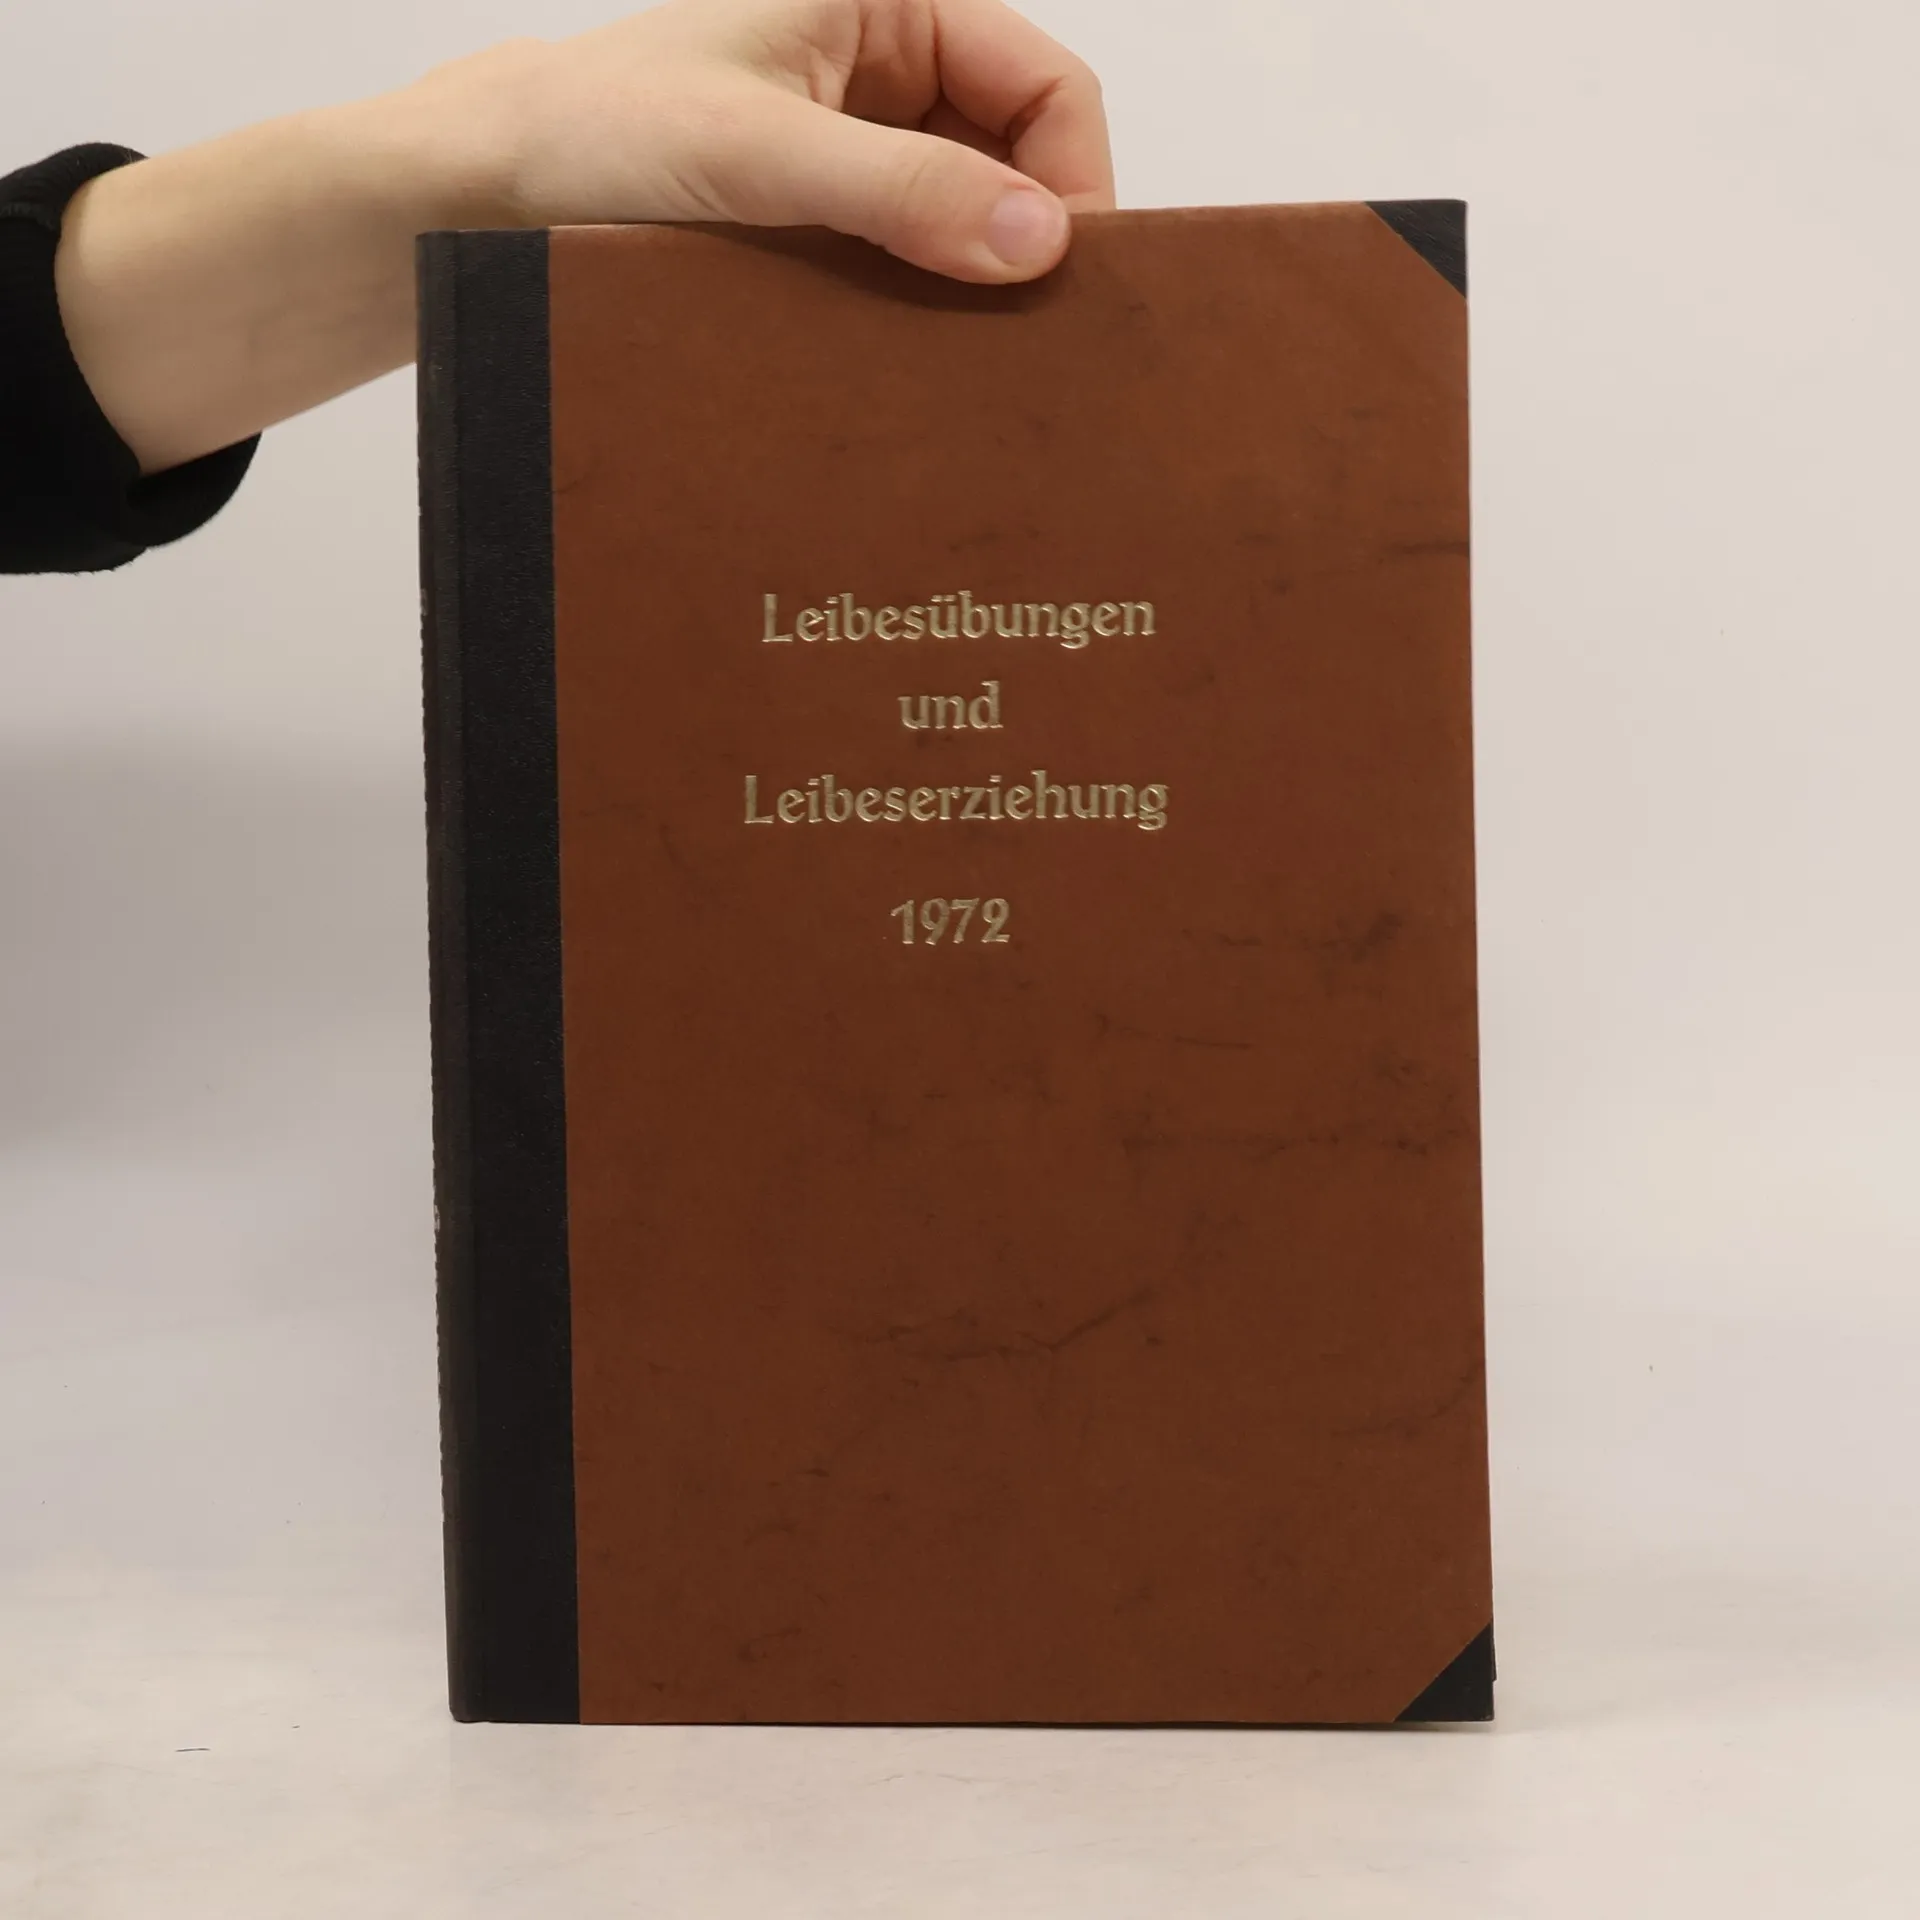 Leibesübungen
und
Leibeserziehung
1972